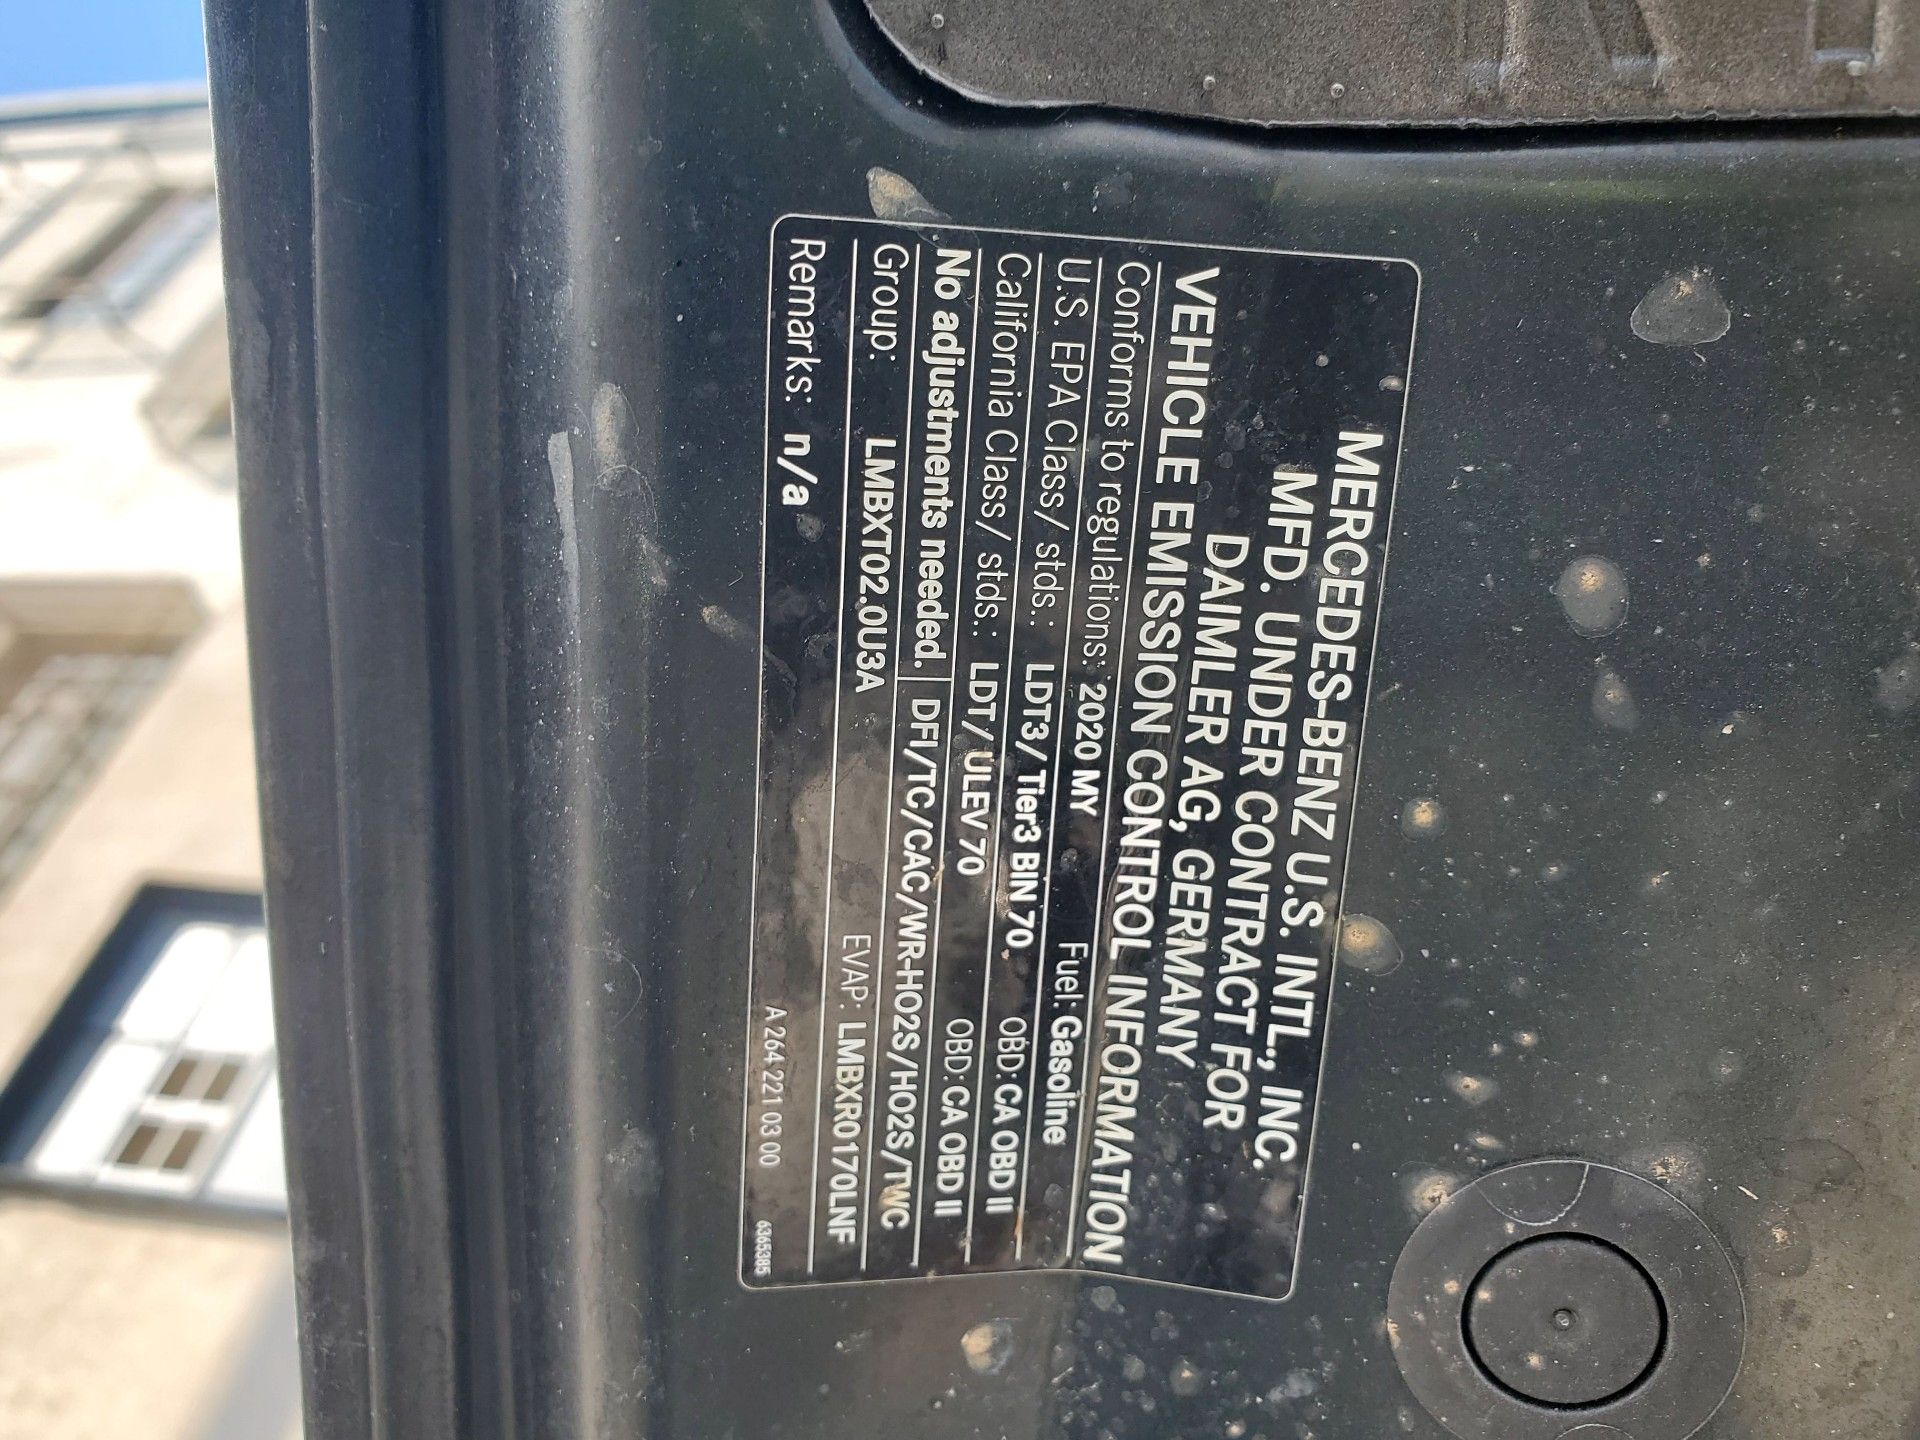 MERCEDES-BENZ U.S. INTL., INC.
MFD. UNDER CONTRACT FOR
DAIMLER AG, GERMANY
VEHICLE EMISSION CONTROL INFORMATION
Conforms to regulations: 2020 MY Fuel: Gasoline
U.S. EPA Class/ stds.: LDT3/ Tier3 BIN 70 OBD: CA OBD II
California Class/ stds.: LDT/ ULEV 70 OBD: CA OBD II
No adjustments needed. DFI/TC/CAC/WR-HO2S/HO2S/TWC
Group: LMBXT02.0U3A EVAP: LMBXR0170LNF
Remarks: n/a A 264 221 03 00 6365385